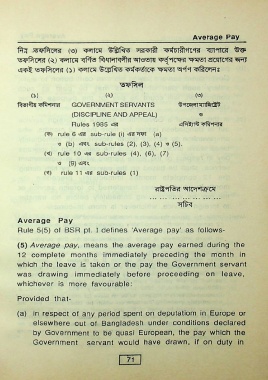 Average Pay
নিম্ন তফসিলের (৩) কলামে উল্লিখিত সরকারী কর্মচারীগণের ব্যাপারে উক্ত
তফসিলের (২) কলামে বর্ণিত বিধানাবলীর আওতায় কর্তৃপক্ষের ক্ষমতা প্রয়োগের জন্য
একই তফসিলের (১) কলামে উল্লেখিত কর্মকর্তাকে ক্ষমতা অর্পণ করিলেন:
তফসিল
(১) (২) (৩)
বিভাগীয় কমিশনার GOVERNMENT SERVANTS উপজেলা ম্যাজিস্ট্রেট
(DISCIPLINE AND APPEAL) ও
Rules 1985 এর এসিষ্ট্যান্ট কমিশনার
(ক) rule 6 এর sub-rule (i) এর দফা (a)
ও (b) এবং sub-rules (2), (3), (4) ও (5).
(খ) rule 10 এর sub-rules (4), (6), (7)
ও (9) এবং
(গ) rule 11 এর sub-rules (1)
রাষ্ট্রপতির আদেশক্রমে
... ... ... ... ... ...
সচিব
Average Pay
Rule 5(5) of BSR pt. I defines 'Average pay' as follows-
(5) Average pay, means the average pay earned during the
12 complete months immediately preceding the month in
which the leave is taken or the pay the Government servant
was drawing immediately before proceeding on leave,
whichever is more favourable:
Provided that-
(a) in respect of any period spent on deputation in Europe or
elsewhere out of Bangladesh under conditions declared
by Government to be quasi European, the pay which the
Government servant would have drawn, if on duty in
71